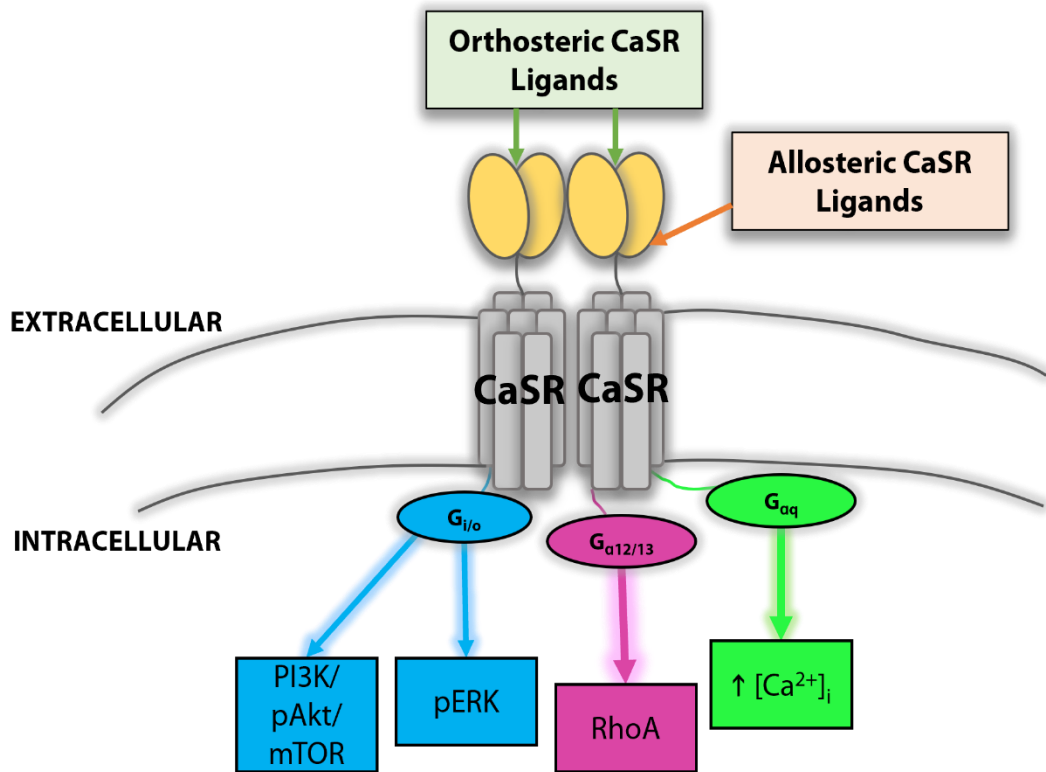 Orthosteric CaSR
Ligands
Allosteric CaSR
Ligands
EXTRACELLULAR
CaSR
CaSR
INTRACELLULAR
Gi/o
Gα12/13
Gαq
PI3K/
pAkt/
mTOR
pERK
RhoA
↑ [Ca²⁺]i